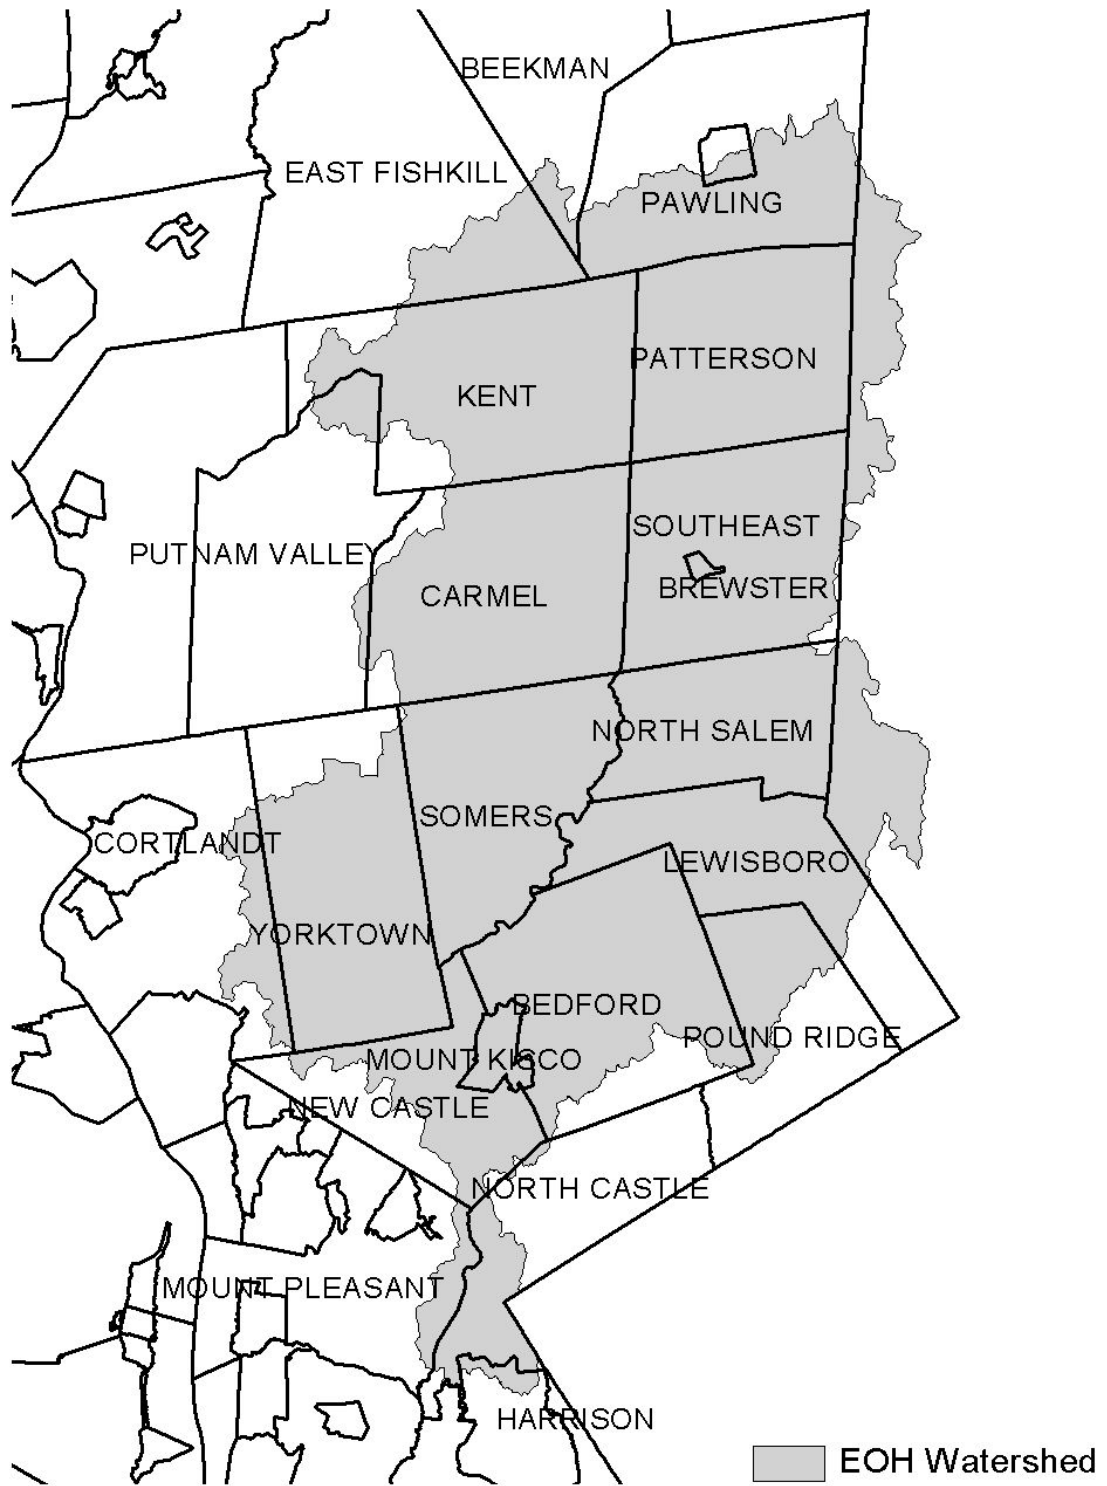 BEEKMAN
EAST FISHKILL
PAWLING
PATTERSON
KENT
SOUTHEAST
PUTNAM VALLEY
BREWSTER
CARMEL
NORTH SALEM
SOMERS
CORTLANDT
LEWISBORO
YORKTOWN
BEDFORD
POUND RIDGE
MOUNT KISCO
NEW CASTLE
NORTH CASTLE
MOUNT PLEASANT
HARRISON
EOH Watershed